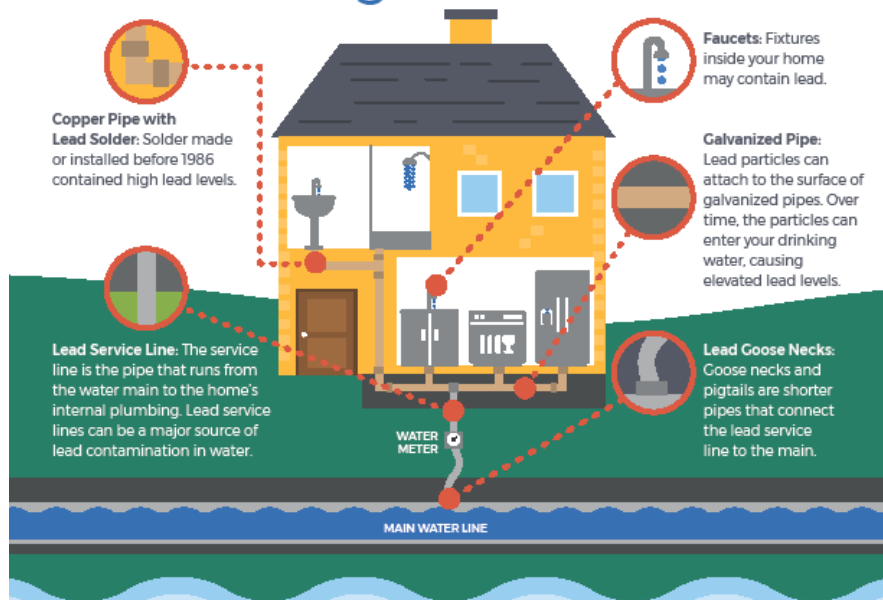 Copper Pipe with
Lead Solder: Solder made
or installed before 1986
contained high lead levels.
Faucets: Fixtures
inside your home
may contain lead.
Galvanized Pipe:
Lead particles can
attach to the surface of
galvanized pipes. Over
time, the particles can
enter your drinking
water, causing
elevated lead levels.
Lead Service Line: The service
line is the pipe that runs from
the water main to the home's
internal plumbing. Lead service
lines can be a major source of
lead contamination in water.
Lead Goose Necks:
Goose necks and
pigtails are shorter
pipes that connect
the lead service
line to the main.
WATER
METER
MAIN WATER LINE